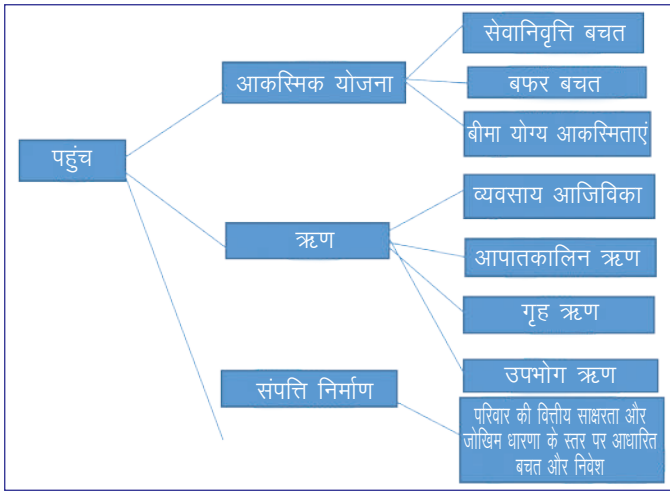 पहुंच
आकस्मिक योजना
सेवानिवृत्ति बचत
बफर बचत
बीमा योग्य आकस्मिताएं
ऋण
व्यवसाय आजिविका
आपातकालिन ऋण
गृह ऋण
उपभोग ऋण
संपत्ति निर्माण
परिवार की वित्तीय साक्षरता और
जोखिम धारणा के स्तर पर आधारित
बचत और निवेश